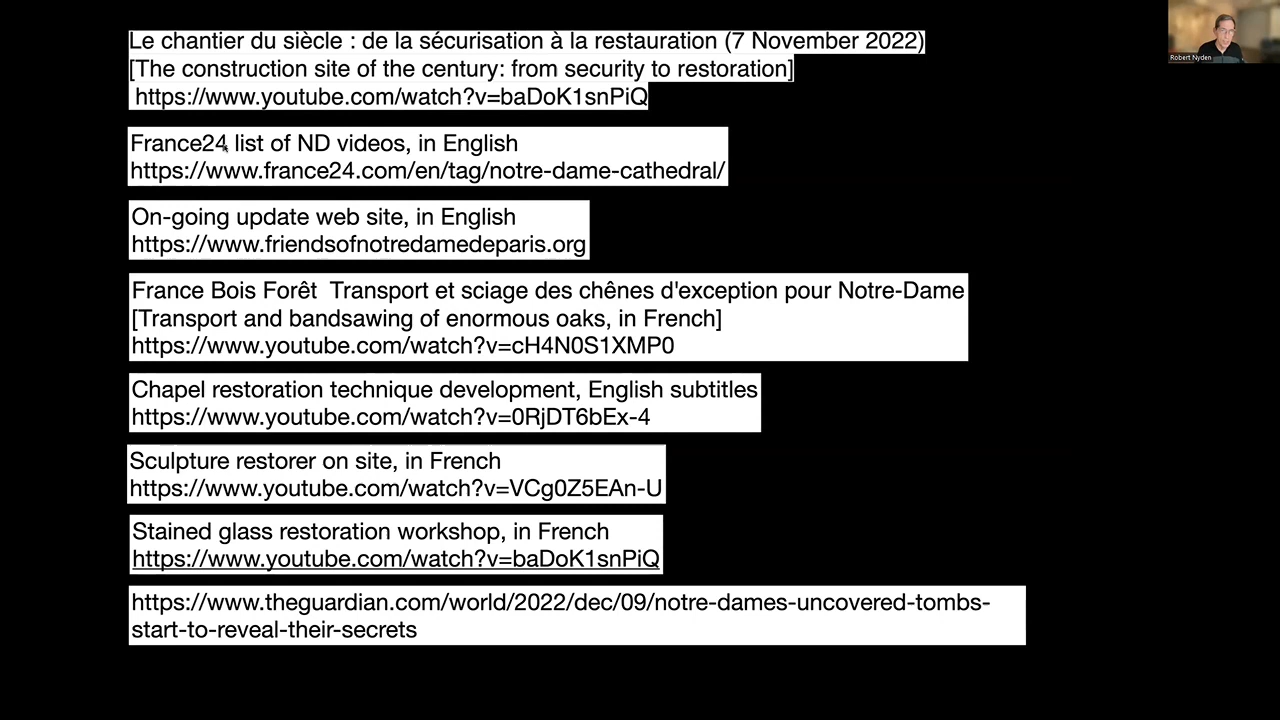 Le chantier du siècle : de la sécurisation à la restauration (7 November 2022)
[The construction site of the century: from security to restoration]
https://www.youtube.com/watch?v=baDoK1snPiQ
France24 list of ND videos, in English
https://www.france24.com/en/tag/notre-dame-cathedral/
On-going update web site, in English
https://www.friendsofnotredamedeparis.org
France Bois Forêt  Transport et sciage des chênes d'exception pour Notre-Dame
[Transport and bandsawing of enormous oaks, in French]
https://www.youtube.com/watch?v=cH4N0S1XMP0
Chapel restoration technique development, English subtitles
https://www.youtube.com/watch?v=0RjDT6bEx-4
Sculpture restorer on site, in French
https://www.youtube.com/watch?v=VCg0Z5EAn-U
Stained glass restoration workshop, in French
https://www.youtube.com/watch?v=baDoK1snPiQ
https://www.theguardian.com/world/2022/dec/09/notre-dames-uncovered-tombs-
start-to-reveal-their-secrets
Robert Nyden